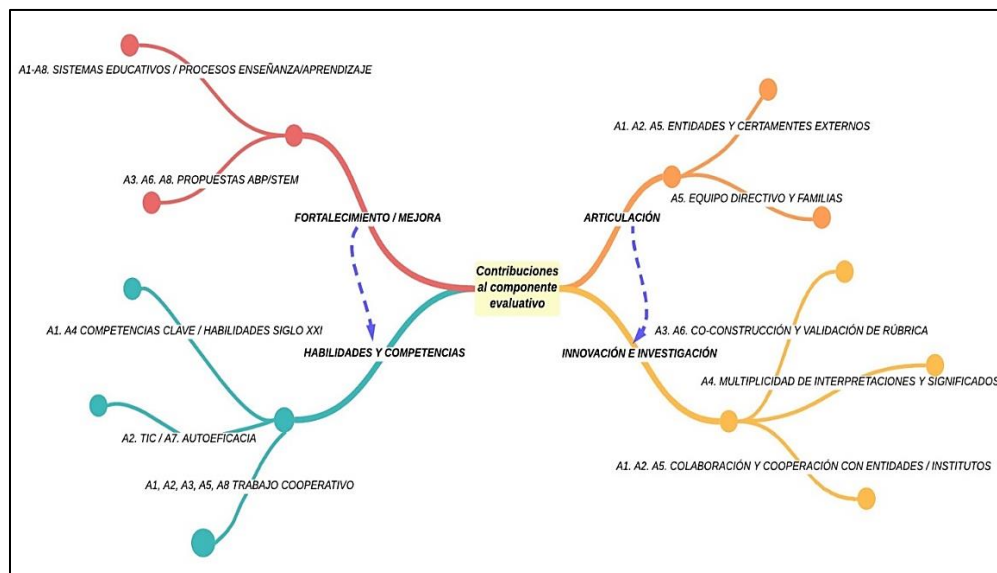 A1-A8. SISTEMAS EDUCATIVOS / PROCESOS ENSEÑANZA/APRENDIZAJE
A3. A6. A8. PROPUESTAS ABP/STEM
FORTALECIMIENTO / MEJORA
A1. A2. A5. ENTIDADES Y CERTAMENTES EXTERNOS
A5. EQUIPO DIRECTIVO Y FAMILIAS
ARTICULACIÓN
Contribuciones
al componente
evaluativo
A1. A4 COMPETENCIAS CLAVE / HABILIDADES SIGLO XXI
HABILIDADES Y COMPETENCIAS
A2. TIC / A7. AUTOEFICACIA
A1, A2, A3, A5, A8 TRABAJO COOPERATIVO
A3. A6. CO-CONSTRUCCIÓN Y VALIDACIÓN DE RÚBRICA
INNOVACIÓN E INVESTIGACIÓN
A4. MULTIPLICIDAD DE INTERPRETACIONES Y SIGNIFICADOS
A1. A2. A5. COLABORACIÓN Y COOPERACIÓN CON ENTIDADES / INSTITUTOS